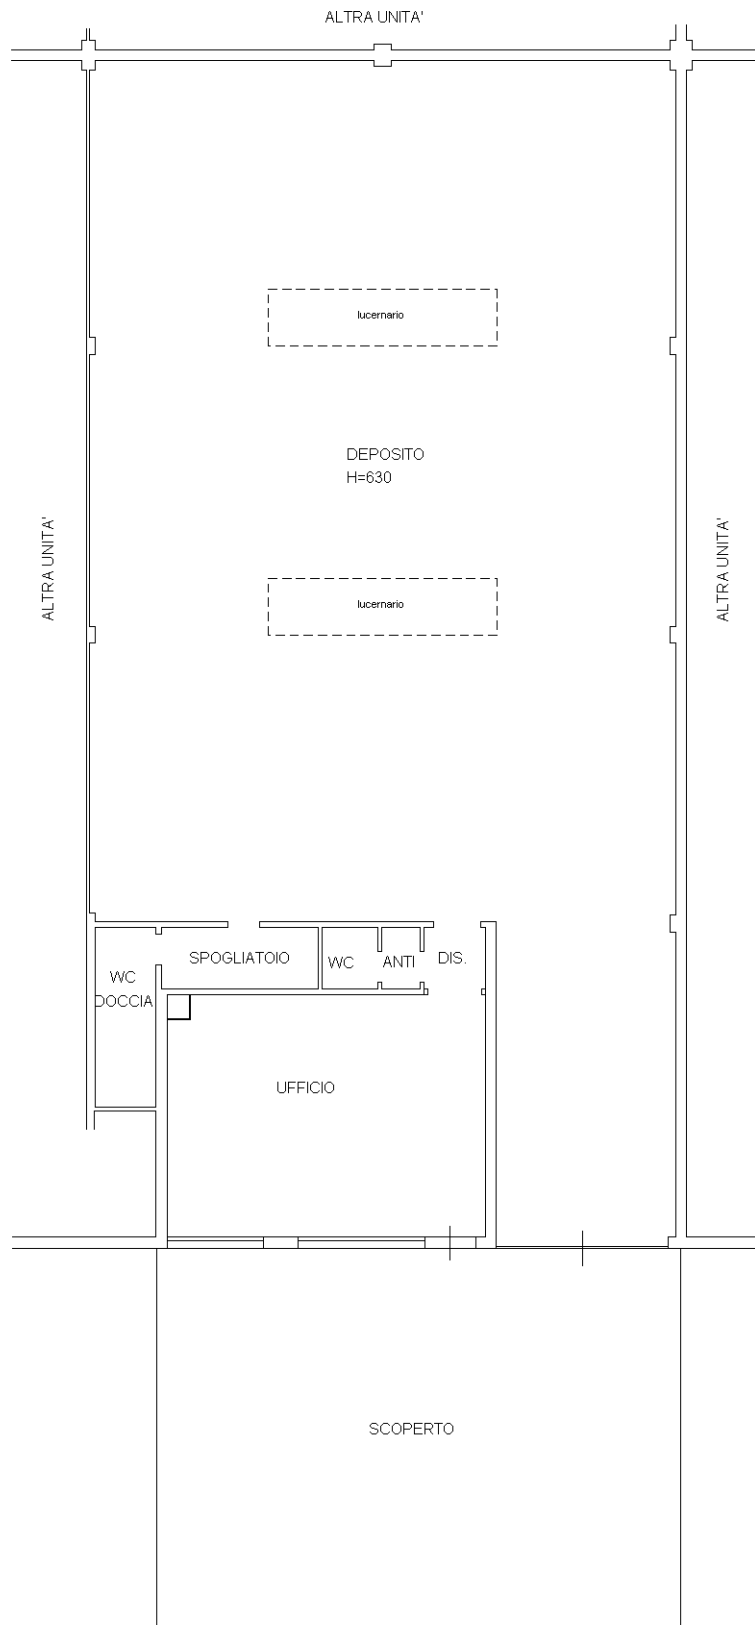 ALTRA UNITA'
lucernario
DEPOSITO
H=630
ALTRA UNITA'
ALTRA UNITA'
lucernario
SPOGLIATOIO
WC
ANTI
DIS.
WC
DOCCIA
UFFICIO
SCOPERTO